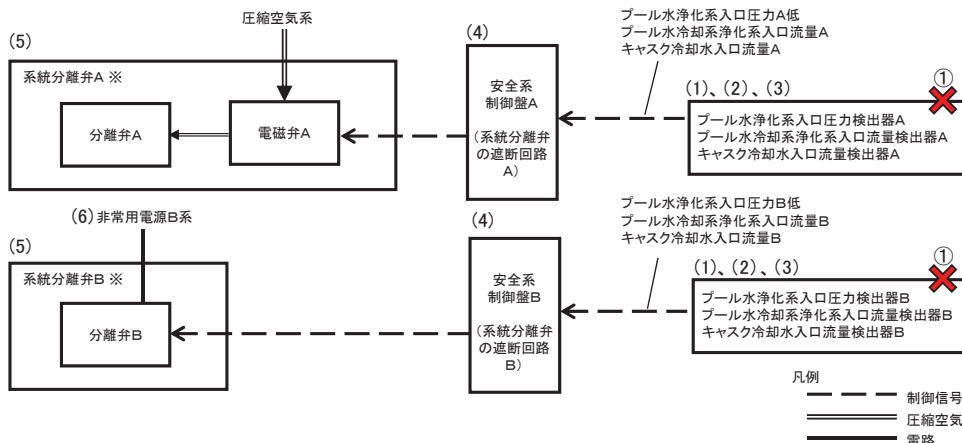 圧縮空気系
(5)
系統分離弁A ※
分離弁A
電磁弁A
(4)
安全系
制御盤A
(系統分離弁
の遮断回路
A)
プール水浄化系入口圧力A低
プール水冷却系浄化系入口流量A
キャスク冷却水入口流量A
(1)、(2)、(3)
①
プール水浄化系入口圧力検出器A
プール水冷却系浄化系入口流量検出器A
キャスク冷却水入口流量検出器A
(6)非常用電源B系
(5)
系統分離弁B ※
分離弁B
(4)
安全系
制御盤B
(系統分離弁
の遮断回路
B)
プール水浄化系入口圧力B低
プール水冷却系浄化系入口流量B
キャスク冷却水入口流量B
(1)、(2)、(3)
①
プール水浄化系入口圧力検出器B
プール水冷却系浄化系入口流量検出器B
キャスク冷却水入口流量検出器B
凡例
制御信号
圧縮空気
電路